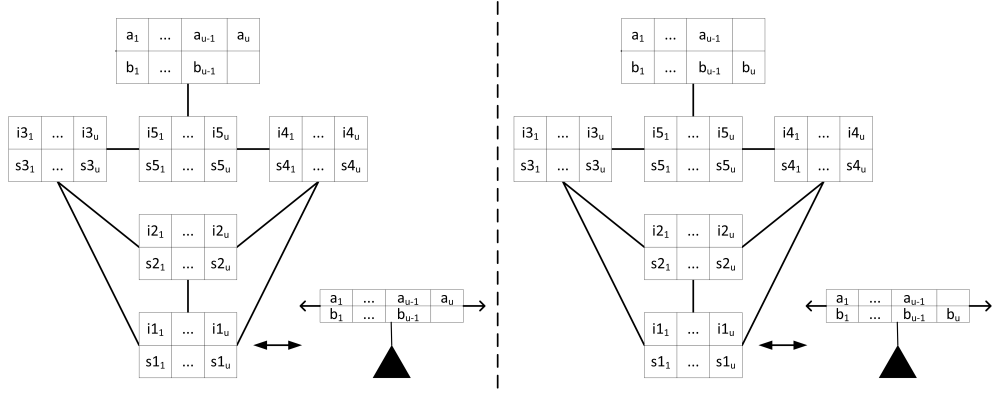 a1 ... au-1 au
b1 ... bu-1
i31 ... i3u i51 ... i5u i41 ... i4u
s31 ... s3u s51 ... s5u s41 ... s4u
i21 ... i2u
s21 ... s2u
a1 ... au-1 au
b1 ... bu-1
i11 ... i1u
s11 ... s1u
a1 ... au-1
b1 ... bu-1 bu
i31 ... i3u i51 ... i5u i41 ... i4u
s31 ... s3u s51 ... s5u s41 ... s4u
i21 ... i2u
s21 ... s2u
a1 ... au-1
b1 ... bu-1 bu
i11 ... i1u
s11 ... s1u